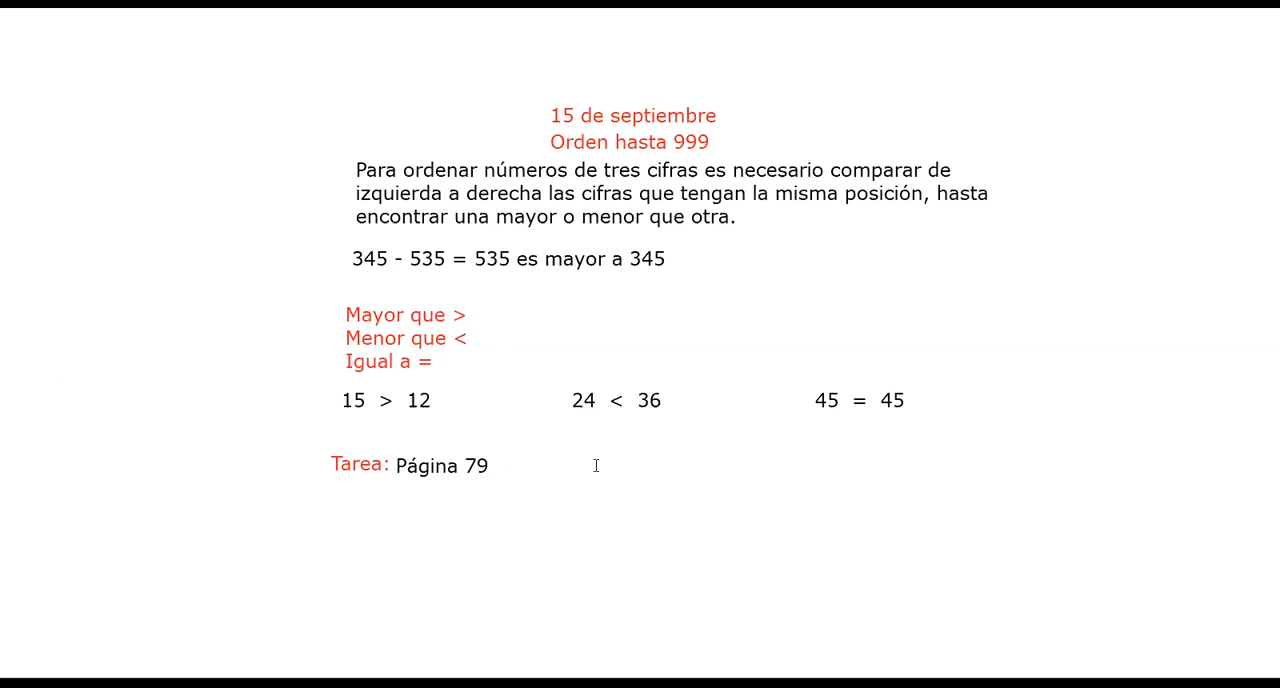 15 de septiembre
Orden hasta 999
Para ordenar números de tres cifras es necesario comparar de
izquierda a derecha las cifras que tengan la misma posición, hasta
encontrar una mayor o menor que otra.
345 - 535 = 535 es mayor a 345
Mayor que >
Menor que <
Igual a =
15 > 12 24 < 36 45 = 45
Tarea: Página 79